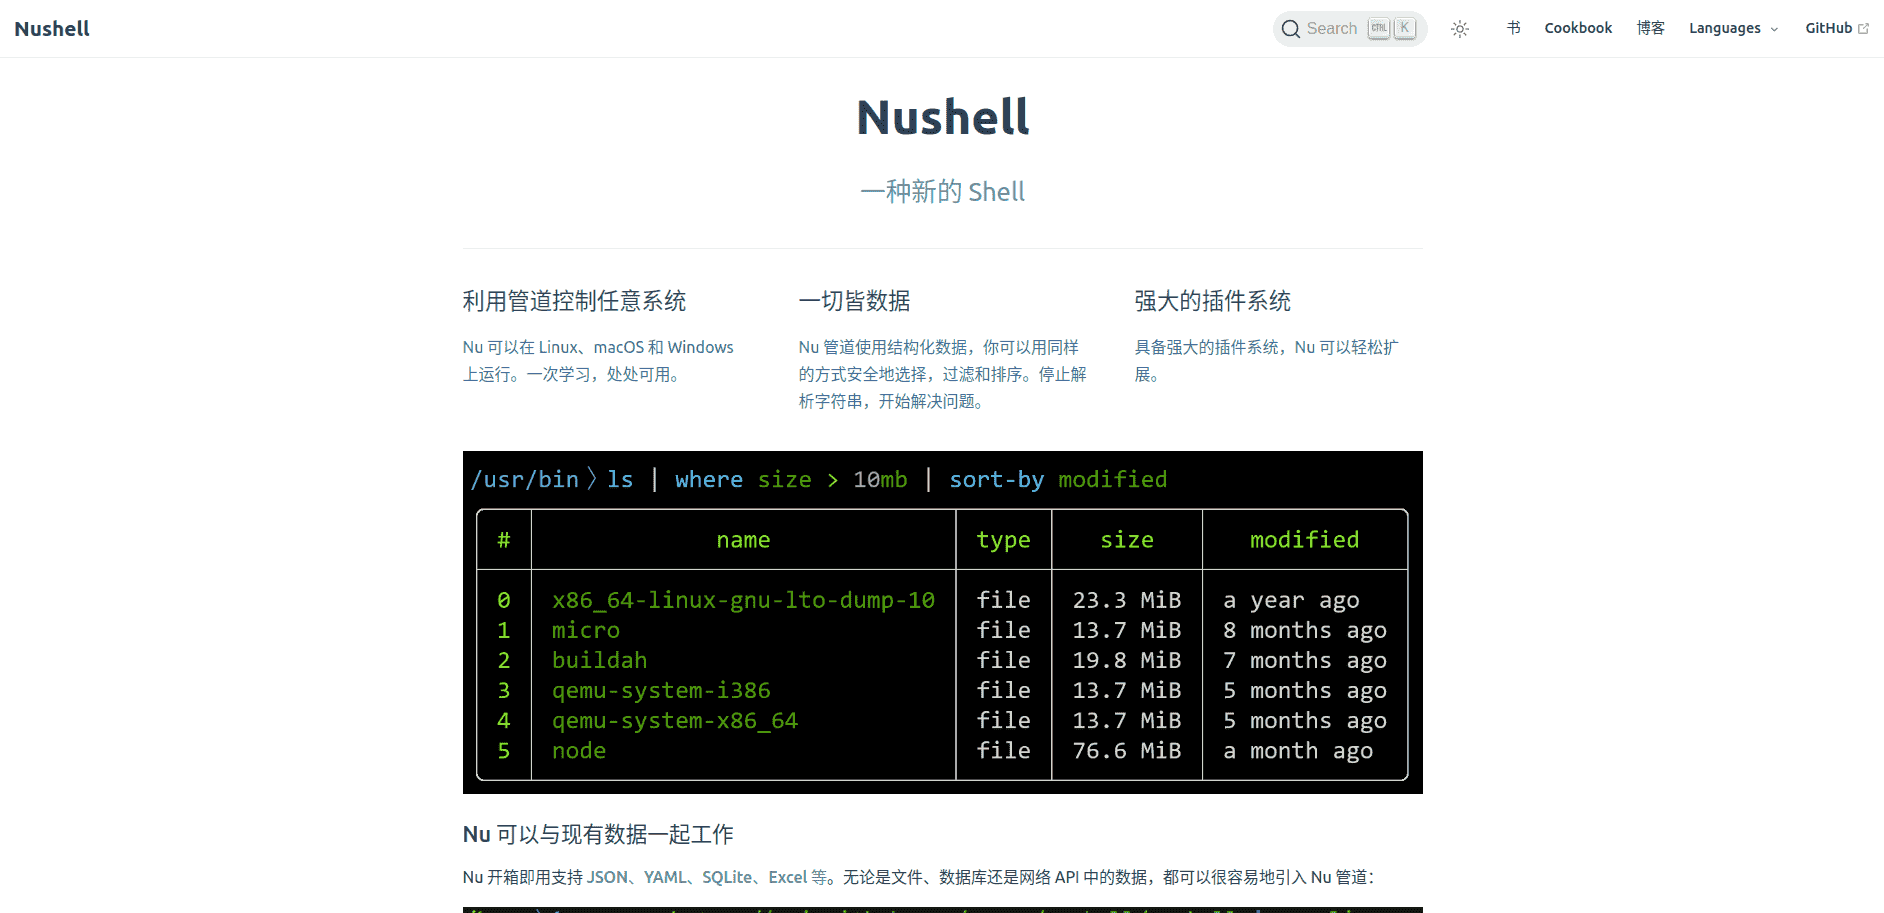 Nushell
Search CTRL K 书 Cookbook 博客 Languages GitHub
Nushell
一种新的 Shell
利用管道控制任意系统
Nu 可以在 Linux、macOS 和 Windows
上运行。一次学习，处处可用。
一切皆数据
Nu 管道使用结构化数据，你可以用同样
的方式安全地选择，过滤和排序。停止解
析字符串，开始解决问题。
强大的插件系统
具备强大的插件系统，Nu 可以轻松扩
展。
/usr/bin〉ls | where size > 10mb | sort-by modified
# name type size modified
0 x86_64-linux-gnu-lto-dump-10 file 23.3 MiB a year ago
1 micro file 13.7 MiB 8 months ago
2 buildah file 19.8 MiB 7 months ago
3 qemu-system-i386 file 13.7 MiB 5 months ago
4 qemu-system-x86_64 file 13.7 MiB 5 months ago
5 node file 76.6 MiB a month ago
Nu 可以与现有数据一起工作
Nu 开箱即用支持 JSON、YAML、SQLite、Excel 等。无论是文件、数据库还是网络 API 中的数据，都可以很容易地引入 Nu 管道：